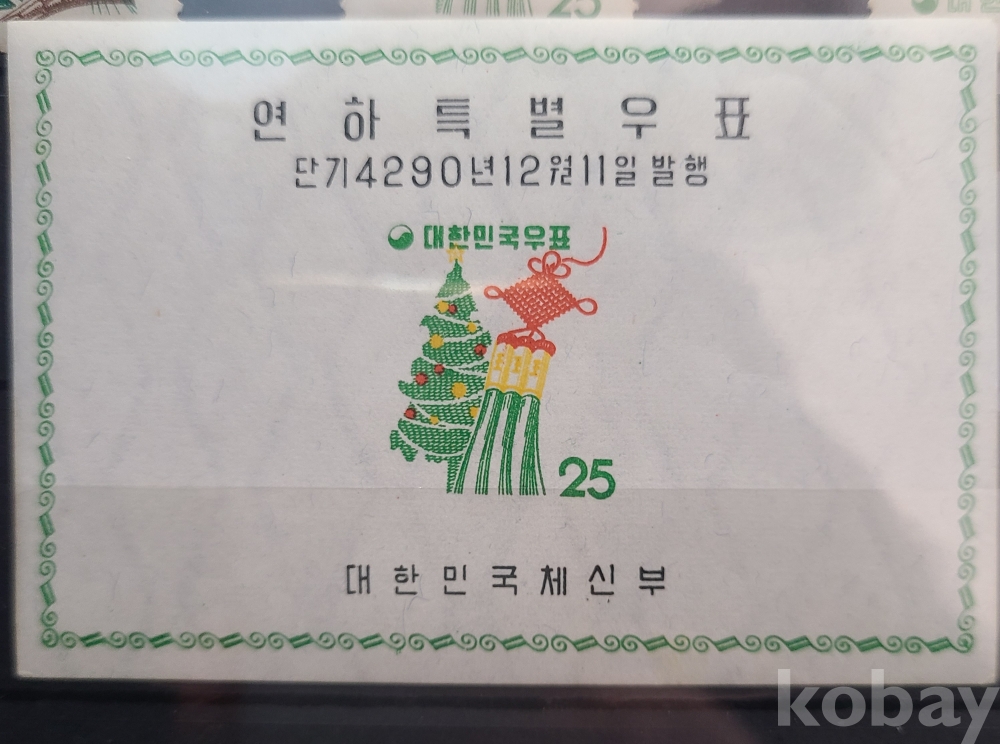 25
연하특별우표
단기4290년12월11일 발행
대한민국우표
25
대한민국체신부
kobay